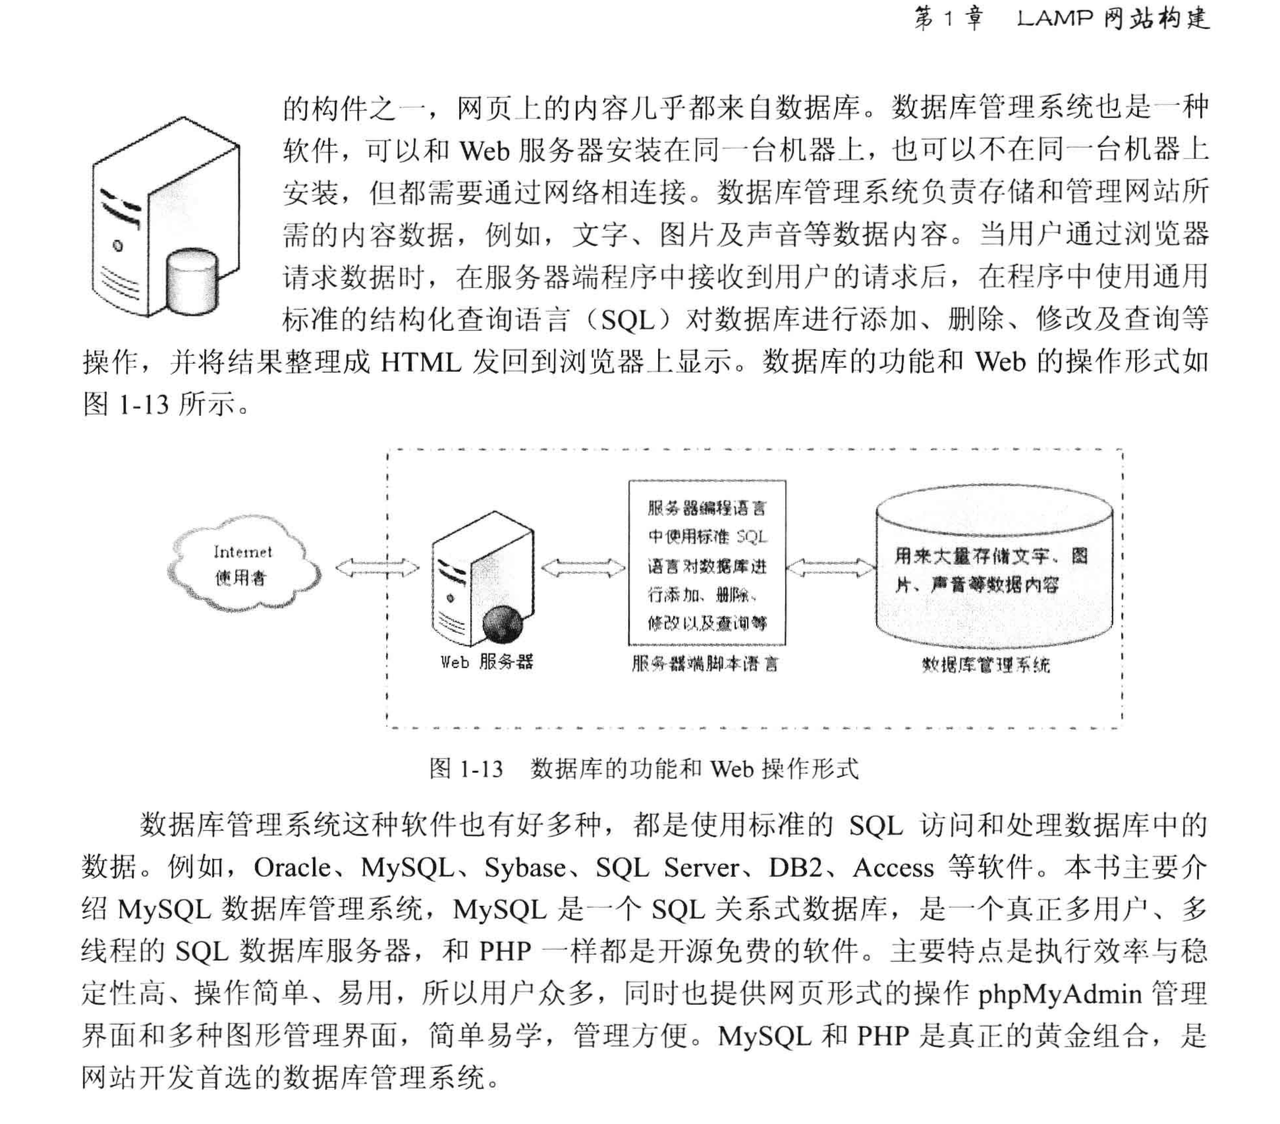 第1章 LAMP 网站构建
的构件之一，网页上的内容几乎都来自数据库。数据库管理系统也是一种
软件，可以和 Web 服务器安装在同一台机器上，也可以不在同一台机器上
安装，但都需要通过网络相连接。数据库管理系统负责存储和管理网站所
需的内容数据，例如，文字、图片及声音等数据内容。当用户通过浏览器
请求数据时，在服务器端程序中接收到用户的请求后，在程序中使用通用
标准的结构化查询语言（SQL）对数据库进行添加、删除、修改及查询等
操作，并将结果整理成 HTML 发回到浏览器上显示。数据库的功能和 Web 的操作形式如
图 1-13 所示。
Internet
使用者
Web 服务器
服务器编程语言
中使用标准 SQL
语言对数据库进
行添加、删除、
修改以及查询等
服务器端脚本语言
用来大量存储文字、图
片、声音等数据内容
数据库管理系统
图 1-13 数据库的功能和 Web 操作形式
数据库管理系统这种软件也有好多种，都是使用标准的 SQL 访问和处理数据库中的
数据。例如，Oracle、MySQL、Sybase、SQL Server、DB2、Access 等软件。本书主要介
绍 MySQL 数据库管理系统，MySQL 是一个 SQL 关系式数据库，是一个真正多用户、多
线程的 SQL 数据库服务器，和 PHP 一样都是开源免费的软件。主要特点是执行效率与稳
定性高、操作简单、易用，所以用户众多，同时也提供网页形式的操作 phpMyAdmin 管理
界面和多种图形管理界面，简单易学，管理方便。MySQL 和 PHP 是真正的黄金组合，是
网站开发首选的数据库管理系统。